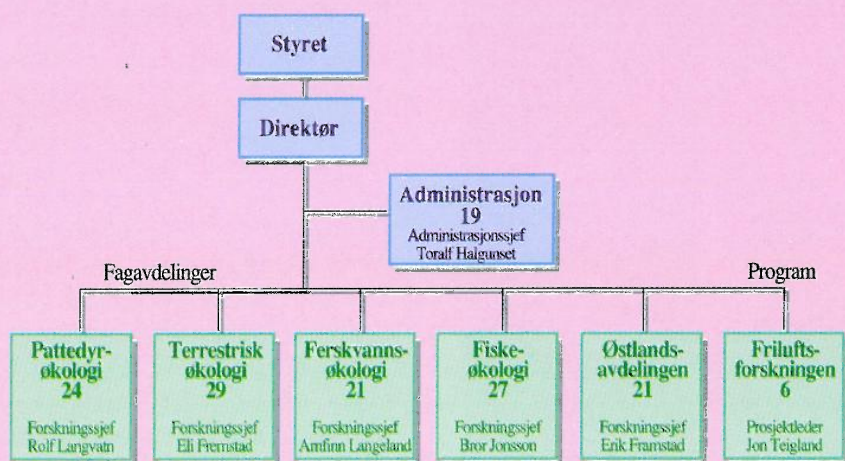 Styret
Direktør
Administrasjon
19
Administrasjonssjef
Toralf Halgunset
Fagavdelinger
Program
Pattedyr-
økologi
24
Forskningssjef
Rolf Langvatn
Terrestrisk
økologi
29
Forskningssjef
Eli Fremstad
Ferskvanns-
økologi
21
Forskningssjef
Arnfinn Langeland
Fiske-
økologi
27
Forskningssjef
Bror Jonsson
Østlands-
avdelingen
21
Forskningssjef
Erik Framstad
Frilufts-
forskningen
6
Prosjektleder
Jon Teigland